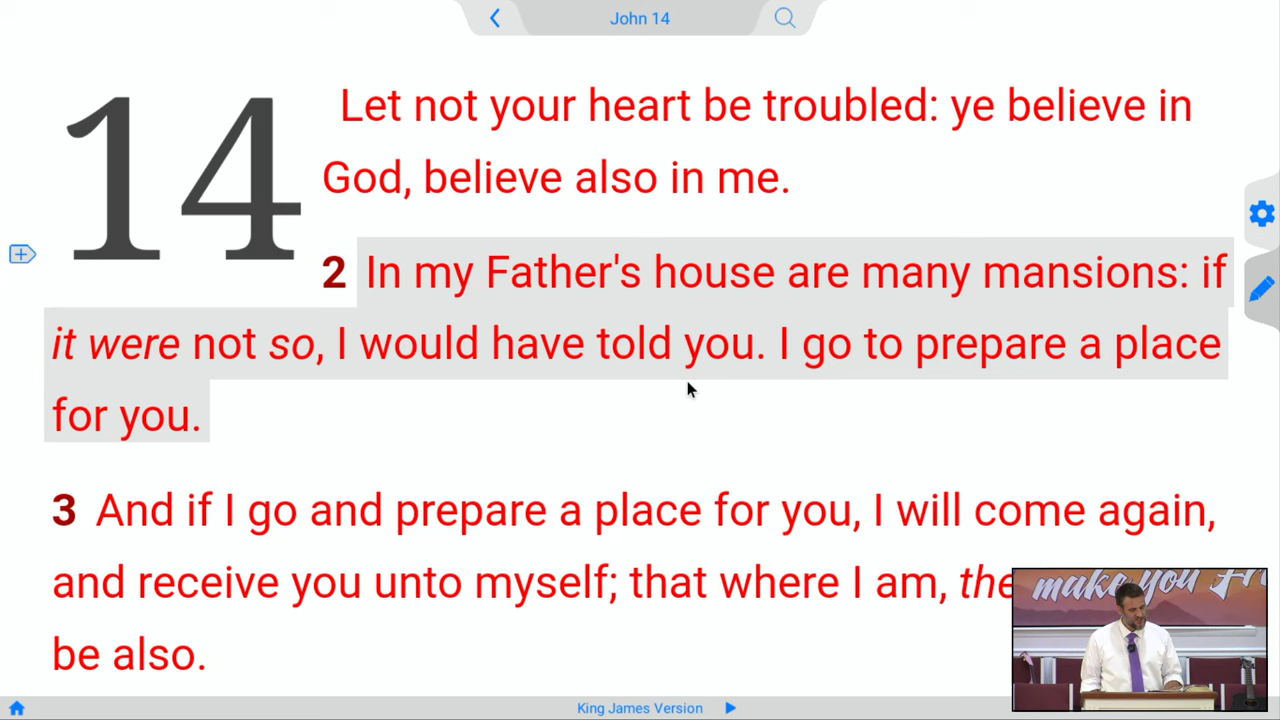 John 14
14
Let not your heart be troubled: ye believe in
God, believe also in me.
2 In my Father's house are many mansions: if
it were not so, I would have told you. I go to prepare a place
for you.
3 And if I go and prepare a place for you, I will come again,
and receive you unto myself; that where I am,
be also.
make you
King James Version